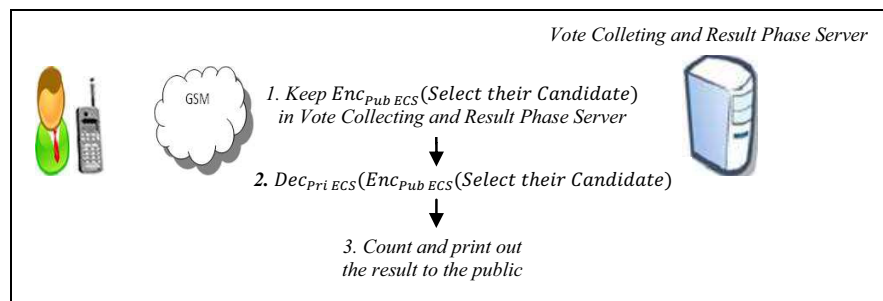 Vote Colleting and Result Phase Server
GSM
1. Keep Enc_Pub ECS(Select their Candidate)
in Vote Collecting and Result Phase Server
2. Dec_Pri ECS(Enc_Pub ECS(Select their Candidate)
3. Count and print out
the result to the public